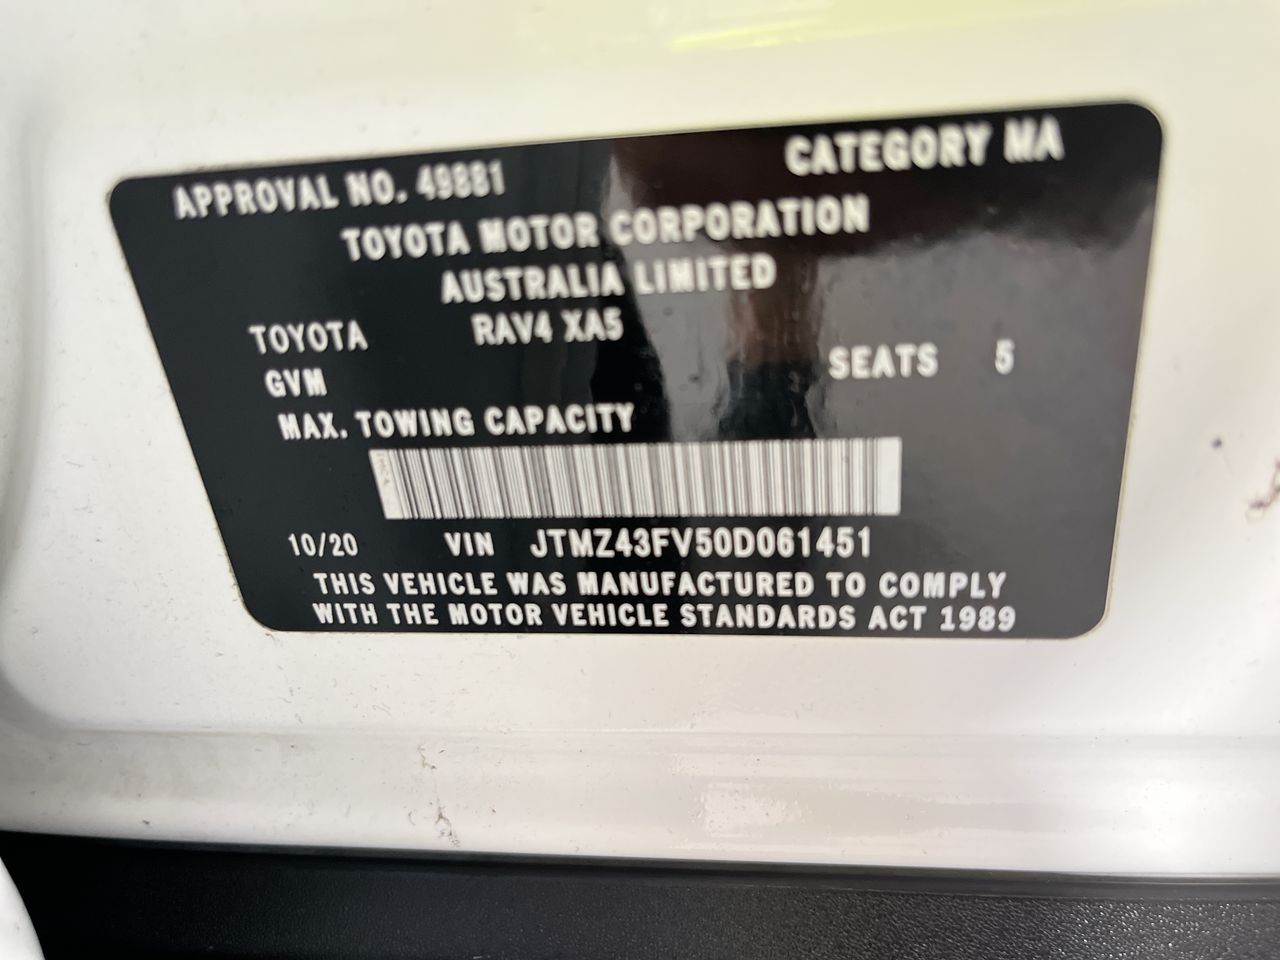 APPROVAL NO. 49881 CATEGORY MA
TOYOTA MOTOR CORPORATION
AUSTRALIA LIMITED
TOYOTA RAV4 XA5
GVM SEATS 5
MAX. TOWING CAPACITY
10/20 VIN JTMZ43FV50D061451
THIS VEHICLE WAS MANUFACTURED TO COMPLY
WITH THE MOTOR VEHICLE STANDARDS ACT 1989